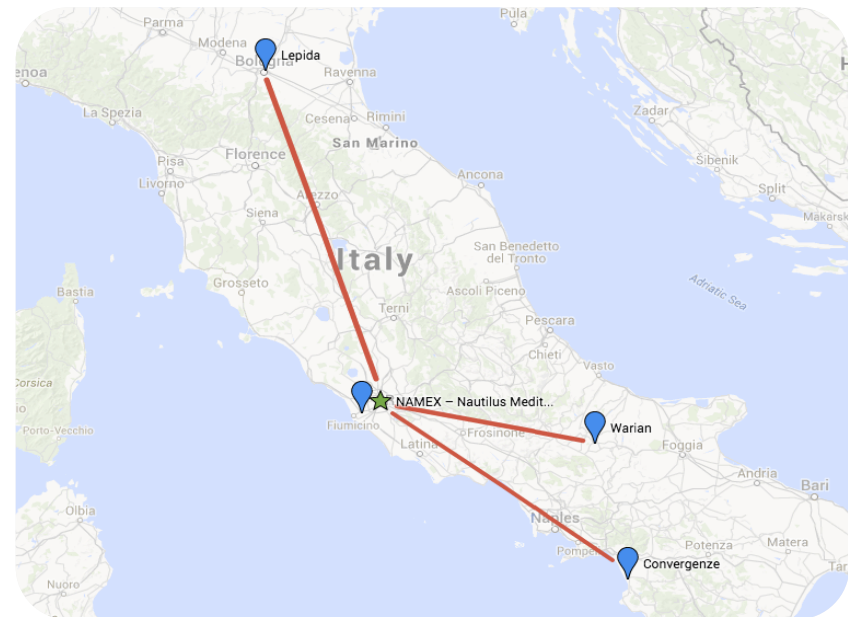 Parma
Pula
Modena
Lepida
Bologna
enoa
Ravenna
La Spezia
Cesena
Rimini
Zadar
San Marino
Pisa
Florence
Šibenik
Livorno
Arezzo
Ancona
Split
Siena
Makarska
San Benedetto
del Tronto
Italy
Grosseto
Ascoli Piceno
Adriatic Sea
Bastia
Terni
Pescara
Chieti
Vasto
Corsica
NAMEX – Nautilus Medit...
Porto-Vecchio
Fiumicino
Frosinone
Warian
Latina
Foggia
Andria
Bari
Olbia
Naples
Pompei
Potenza
Matera
Convergenze
Nuoro